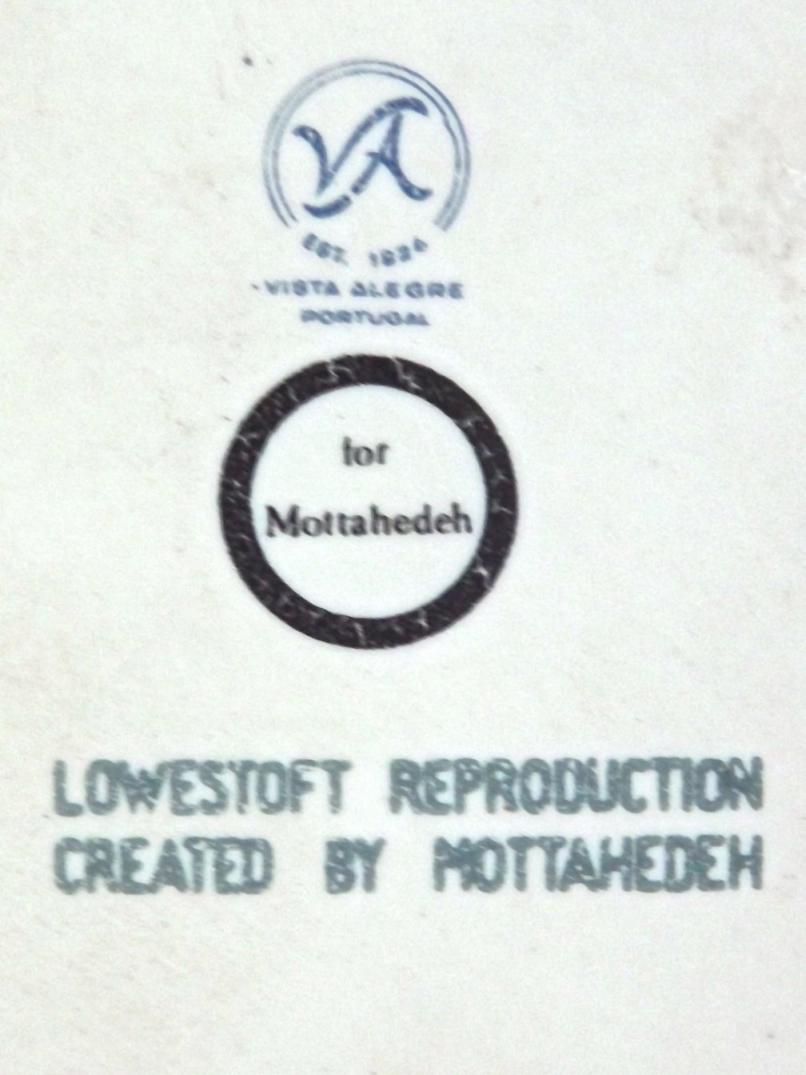 VA
EST. 1824
VISTA ALEGRE
PORTUGAL
for
Mottahedeh
LOWESTOFT REPRODUCTION
CREATED BY MOTTAHEDEH